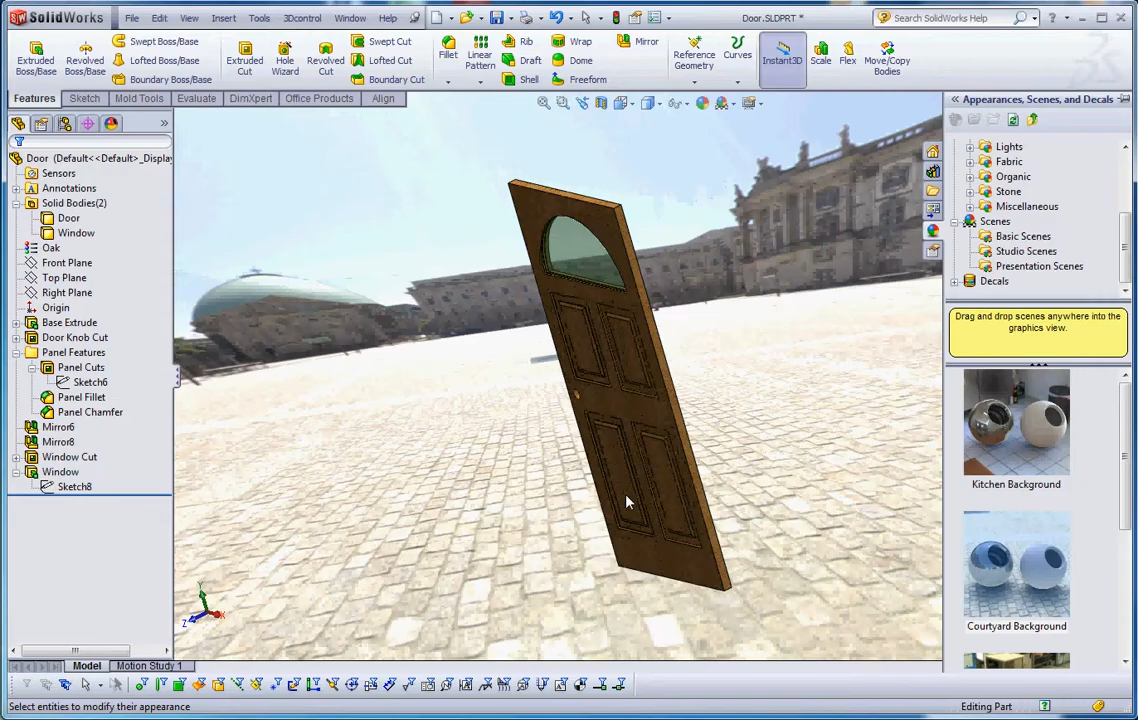 SolidWorks File Edit View Insert Tools 3Dcontrol Window Help Door.SLDPRT * Search SolidWorks Help
Extruded Boss/Base
Revolved Boss/Base
Swept Boss/Base
Lofted Boss/Base
Boundary Boss/Base
Extruded Cut
Hole Wizard
Revolved Cut
Swept Cut
Lofted Cut
Boundary Cut
Fillet
Linear Pattern
Rib
Draft
Shell
Wrap
Dome
Freeform
Mirror
Reference Geometry
Curves
Instant3D
Scale
Flex
Move/Copy Bodies
Features Sketch Mold Tools Evaluate DimXpert Office Products Align
Door (Default<<Default>_Display
Sensors
Annotations
Solid Bodies(2)
Door
Window
Oak
Front Plane
Top Plane
Right Plane
Origin
Base Extrude
Door Knob Cut
Panel Features
Panel Cuts
Sketch6
Panel Fillet
Panel Chamfer
Mirror6
Mirror8
Window Cut
Window
Sketch8
Y
Z
X
Appearances, Scenes, and Decals
Lights
Fabric
Organic
Stone
Miscellaneous
Scenes
Basic Scenes
Studio Scenes
Presentation Scenes
Decals
Drag and drop scenes anywhere into the
graphics view.
Kitchen Background
Courtyard Background
Model Motion Study 1
Select entities to modify their appearance Editing Part